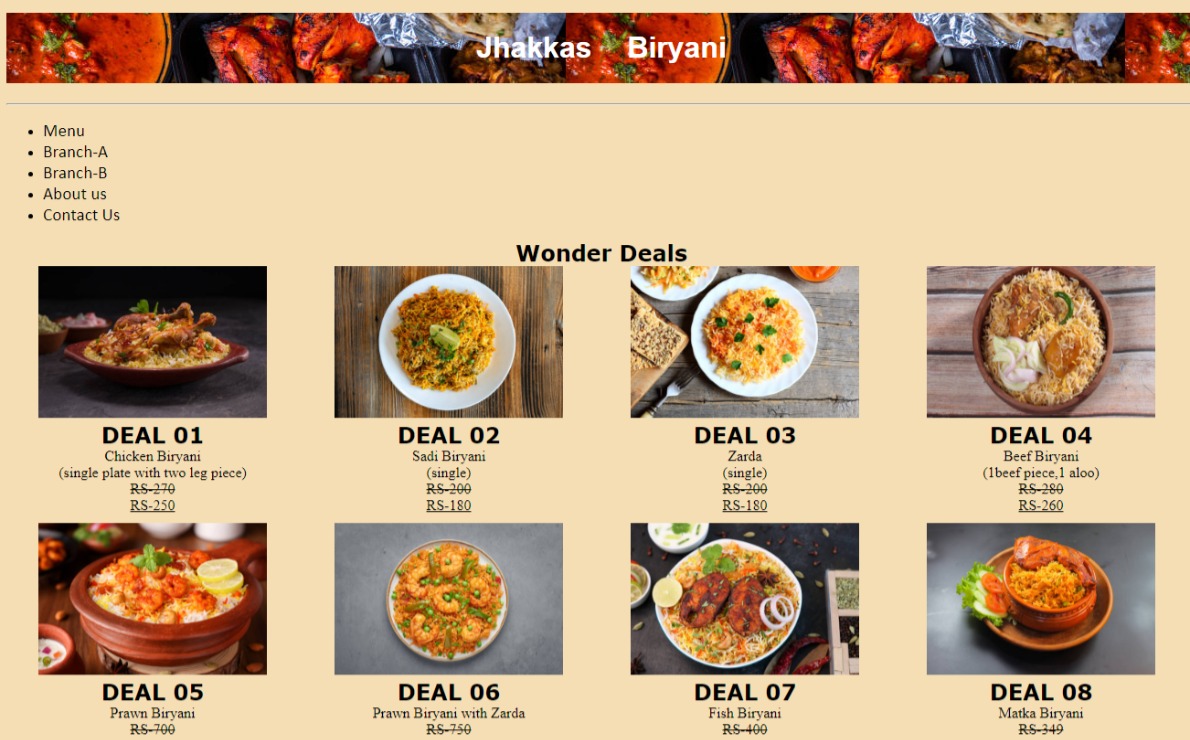 Jhakkas Biryani
Menu
Branch-A
Branch-B
About us
Contact Us
Wonder Deals
DEAL 01
Chicken Biryani
(single plate with two leg piece)
RS-270
RS-250
DEAL 02
Sadi Biryani
(single)
RS-200
RS-180
DEAL 03
Zarda
(single)
RS-200
RS-180
DEAL 04
Beef Biryani
(1beef piece,1 aloo)
RS-280
RS-260
DEAL 05
Prawn Biryani
RS-700
DEAL 06
Prawn Biryani with Zarda
RS-750
DEAL 07
Fish Biryani
RS-400
DEAL 08
Matka Biryani
RS-349